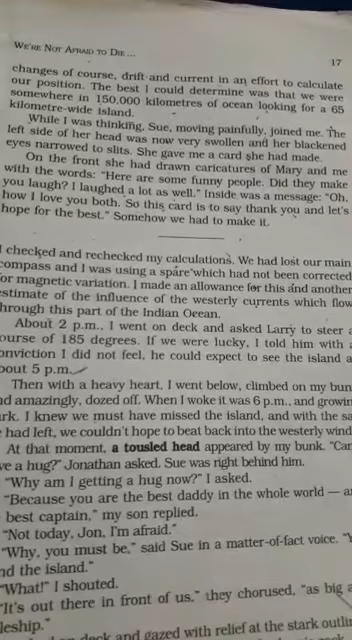 WE'RE NOT AFRAID TO DIE ...
17
changes of course, drift and current in an effort to calculate
our position. The best I could determine was that we were
somewhere in 150,000 kilometres of ocean looking for a 65
kilometre-wide island.
While I was thinking, Sue, moving painfully, joined me. The
left side of her head was now very swollen and her blackened
eyes narrowed to slits. She gave me a card she had made.
On the front she had drawn caricatures of Mary and me
with the words: "Here are some funny people. Did they make
you laugh? I laughed a lot as well." Inside was a message: "Oh,
how I love you both. So this card is to say thank you and let's
hope for the best." Somehow we had to make it.
I checked and rechecked my calculations. We had lost our main
compass and I was using a spare which had not been corrected
for magnetic variation. I made an allowance for this and another
estimate of the influence of the westerly currents which flow
through this part of the Indian Ocean.
About 2 p.m., I went on deck and asked Larry to steer a
ourse of 185 degrees. If we were lucky, I told him with a
onviction I did not feel, he could expect to see the island a
bout 5 p.m.
Then with a heavy heart, I went below, climbed on my bun
nd amazingly, dozed off. When I woke it was 6 p.m., and growin
ark. I knew we must have missed the island, and with the sa
e had left, we couldn't hope to beat back into the westerly wind
At that moment, a tousled head appeared by my bunk. "Can
ve a hug?" Jonathan asked. Sue was right behind him.
"Why am I getting a hug now?" I asked.
"Because you are the best daddy in the whole world — an
best captain," my son replied.
"Not today, Jon, I'm afraid."
"Why, you must be," said Sue in a matter-of-fact voice.
nd the island."
"What!" I shouted.
"It's out there in front of us," they chorused, "as big a
leship."
deck and gazed with relief at the stark outlin